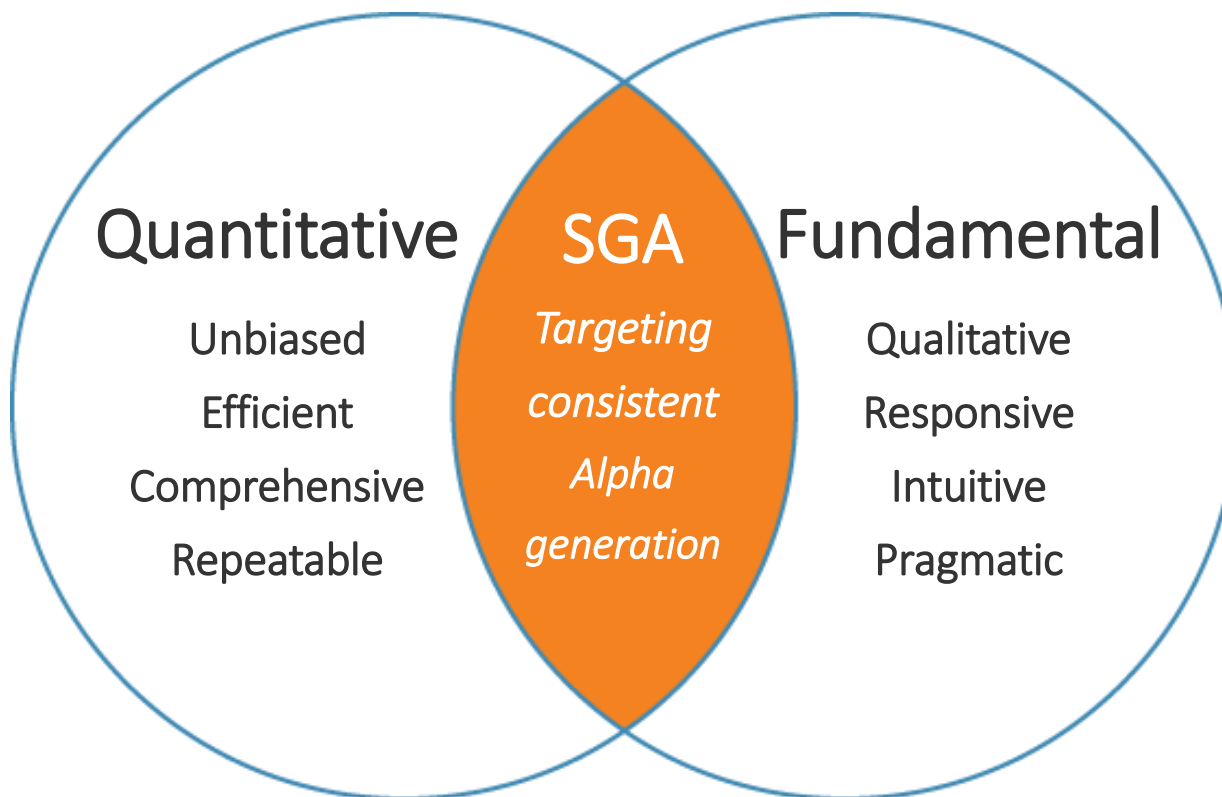 Quantitative
Unbiased
Efficient
Comprehensive
Repeatable
SGA
Targeting
consistent
Alpha
generation
Fundamental
Qualitative
Responsive
Intuitive
Pragmatic